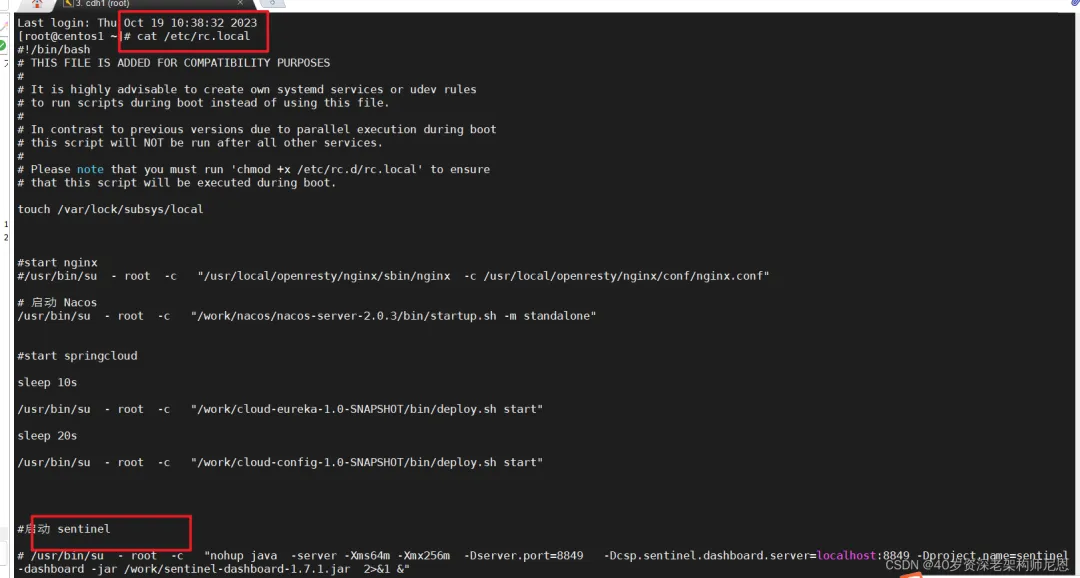 3. cdh1 (root)
Last login: Thu Oct 19 10:38:32 2023
[root@centos1 ~]# cat /etc/rc.local
#!/bin/bash
# THIS FILE IS ADDED FOR COMPATIBILITY PURPOSES
#
# It is highly advisable to create own systemd services or udev rules
# to run scripts during boot instead of using this file.
#
# In contrast to previous versions due to parallel execution during boot
# this script will NOT be run after all other services.
#
# Please note that you must run 'chmod +x /etc/rc.d/rc.local' to ensure
# that this script will be executed during boot.
touch /var/lock/subsys/local
1
2
#start nginx
#/usr/bin/su  - root  -c   "/usr/local/openresty/nginx/sbin/nginx  -c /usr/local/openresty/nginx/conf/nginx.conf"
# 启动 Nacos
/usr/bin/su  - root  -c   "/work/nacos/nacos-server-2.0.3/bin/startup.sh -m standalone"
#start springcloud
sleep 10s
/usr/bin/su  - root  -c   "/work/cloud-eureka-1.0-SNAPSHOT/bin/deploy.sh start"
sleep 20s
/usr/bin/su  - root  -c   "/work/cloud-config-1.0-SNAPSHOT/bin/deploy.sh start"
#启动 sentinel
# /usr/bin/su  - root  -c   "nohup java  -server -Xms64m -Xmx256m  -Dserver.port=8849   -Dcsp.sentinel.dashboard.server=localhost:8849 -Dproject.name=sentinel
-dashboard -jar /work/sentinel-dashboard-1.7.1.jar  2>&1 &"
CSDN @40岁资深老架构师尼恩